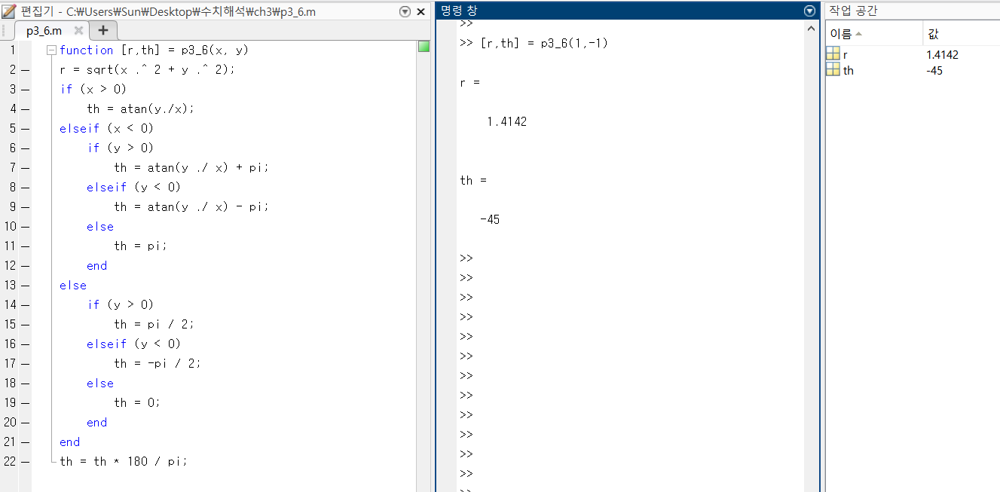 편집기 - C:₩Users₩Sun₩Desktop₩수치해석₩ch3₩p3_6.m
p3_6.m
1 function [r,th] = p3_6(x, y)
2 r = sqrt(x .^ 2 + y .^ 2);
3 if (x > 0)
4 th = atan(y./x);
5 elseif (x < 0)
6 if (y > 0)
7 th = atan(y ./ x) + pi;
8 elseif (y < 0)
9 th = atan(y ./ x) - pi;
10 else
11 th = pi;
12 end
13 else
14 if (y > 0)
15 th = pi / 2;
16 elseif (y < 0)
17 th = -pi / 2;
18 else
19 th = 0;
20 end
21 end
22 th = th * 180 / pi;
명령 창
>>
>> [r,th] = p3_6(1,-1)
r =
1.4142
th =
-45
>>
>>
>>
>>
>>
>>
>>
>>
>>
>>
>>
>>
>>
작업 공간
이름 값
r 1.4142
th -45